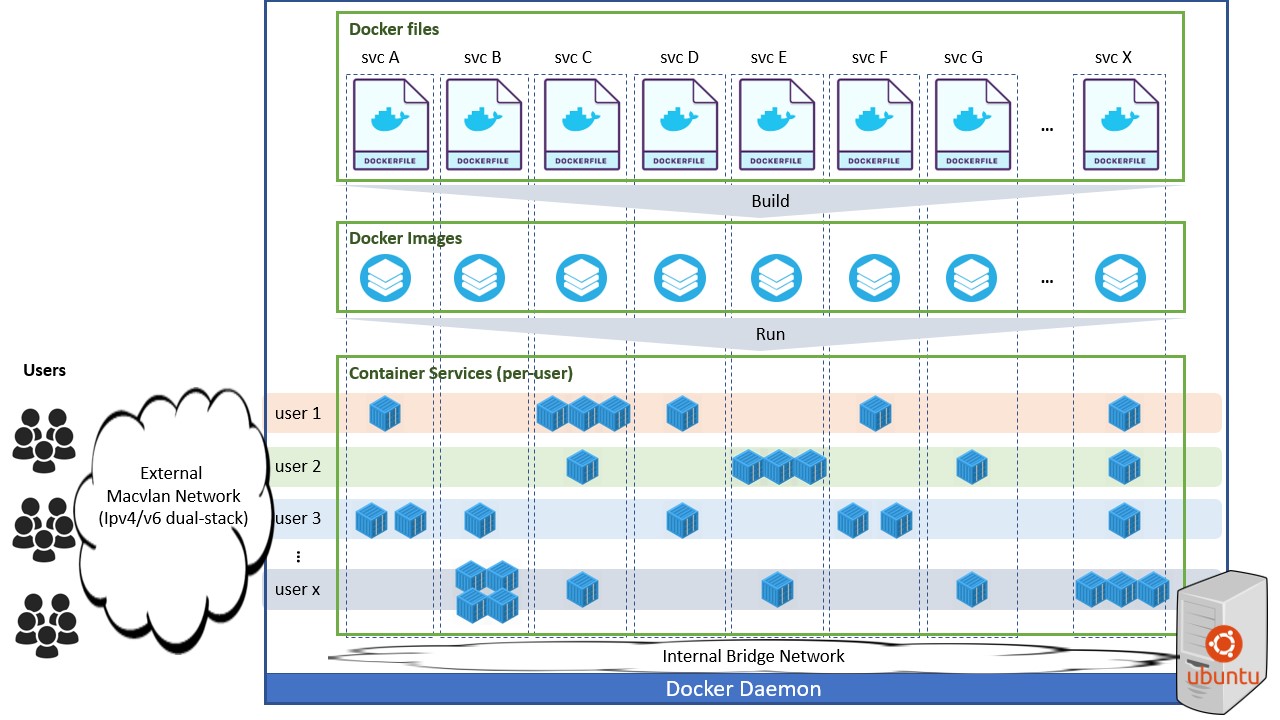 Docker files
svc A svc B svc C svc D svc E svc F svc G svc X
DOCKERFILE DOCKERFILE DOCKERFILE DOCKERFILE DOCKERFILE DOCKERFILE DOCKERFILE ... DOCKERFILE
Build
Docker Images
...
Run
Users
Container Services (per-user)
user 1
user 2
user 3
⋮
user x
External
Macvlan Network
(Ipv4/v6 dual-stack)
Internal Bridge Network
Docker Daemon
ubuntu